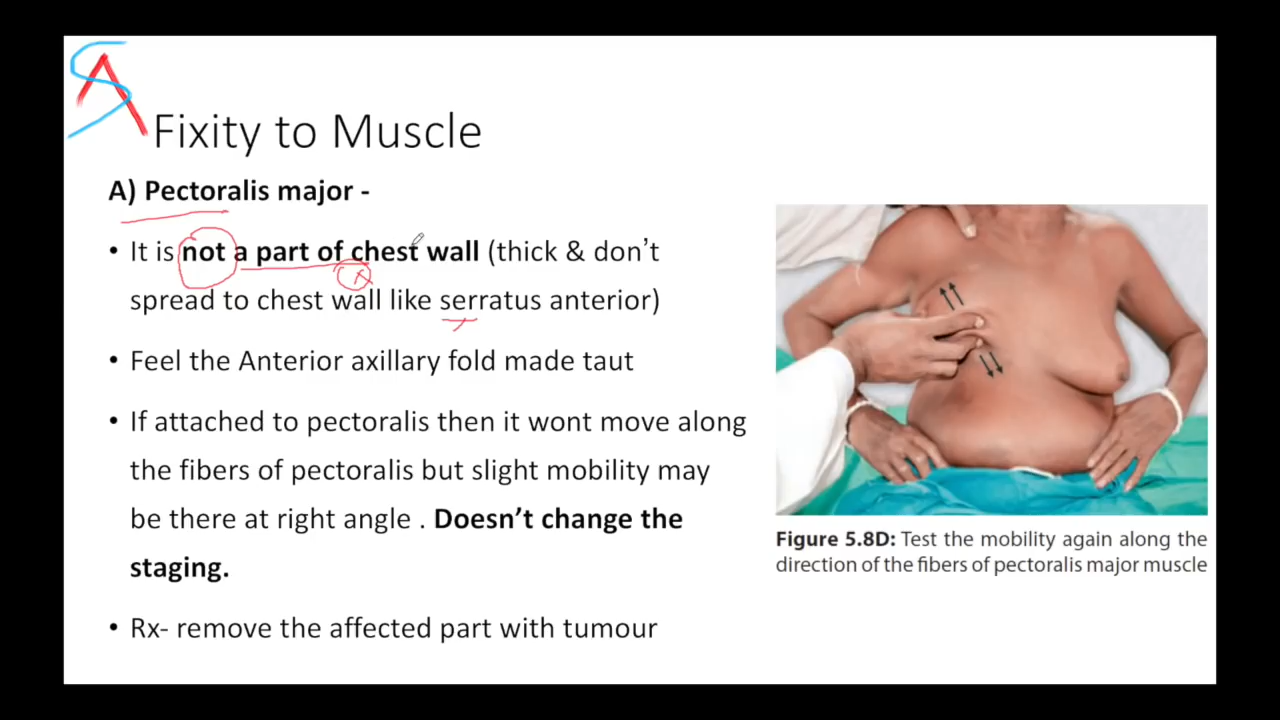 SA
Fixity to Muscle
A) Pectoralis major -
• It is not a part of chest wall (thick & don't
spread to chest wall like serratus anterior)
• Feel the Anterior axillary fold made taut
• If attached to pectoralis then it wont move along
the fibers of pectoralis but slight mobility may
be there at right angle . Doesn't change the
staging.
• Rx- remove the affected part with tumour
Figure 5.8D: Test the mobility again along the
direction of the fibers of pectoralis major muscle